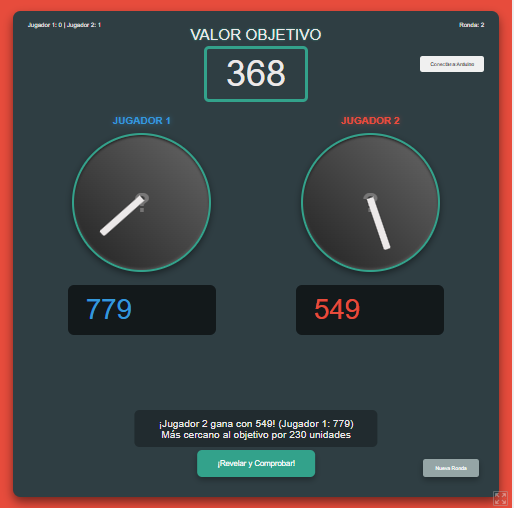 Jugador 1: 0 | Jugador 2: 1
Ronda: 2
VALOR OBJETIVO
368
Conectar a Arduino
JUGADOR 1
JUGADOR 2
?
?
779
549
¡Jugador 2 gana con 549! (Jugador 1: 779)
Más cercano al objetivo por 230 unidades
¡Revelar y Comprobar!
Nueva Ronda